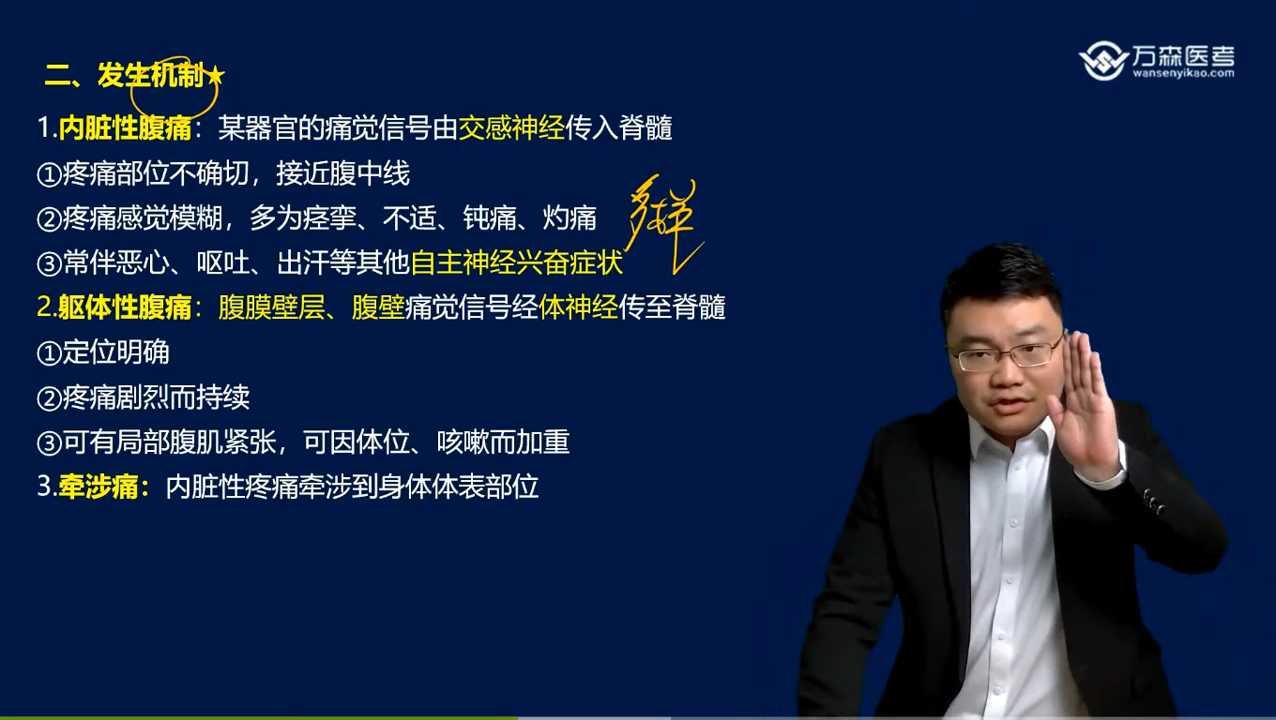 万森医考
wansenyikao.com
二、发生机制★
1.内脏性腹痛：某器官的痛觉信号由交感神经传入脊髓
①疼痛部位不确切，接近腹中线
②疼痛感觉模糊，多为痉挛、不适、钝痛、灼痛
多样
③常伴恶心、呕吐、出汗等其他自主神经兴奋症状
2.躯体性腹痛：腹膜壁层、腹壁痛觉信号经体神经传至脊髓
①定位明确
②疼痛剧烈而持续
③可有局部腹肌紧张，可因体位、咳嗽而加重
3.牵涉痛：内脏性疼痛牵涉到身体体表部位